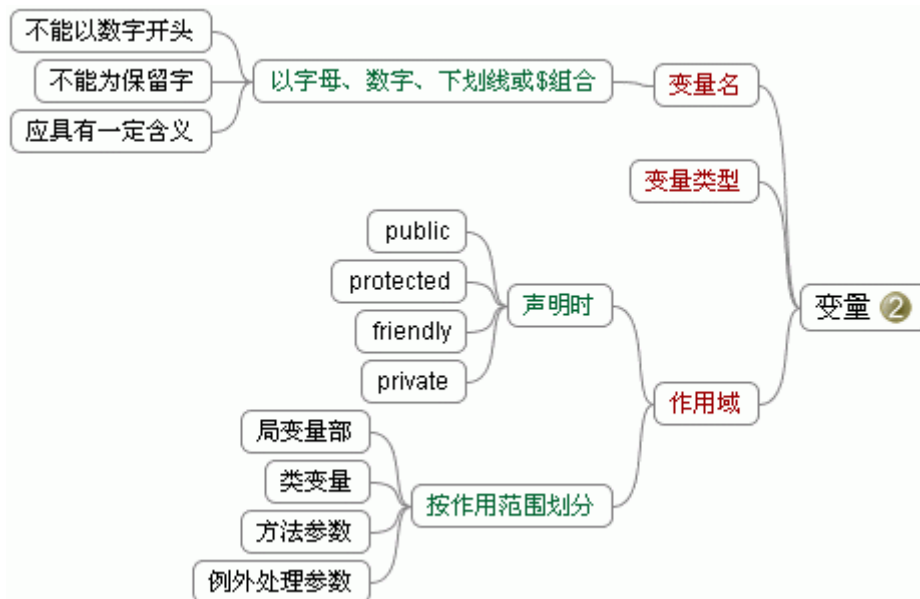 不能以数字开头
不能为保留字
应具有一定含义
以字母、数字、下划线或$组合
变量名
变量类型
public
protected
friendly
private
声明时
变量 2
作用域
局变量部
类变量
方法参数
例外处理参数
按作用范围划分